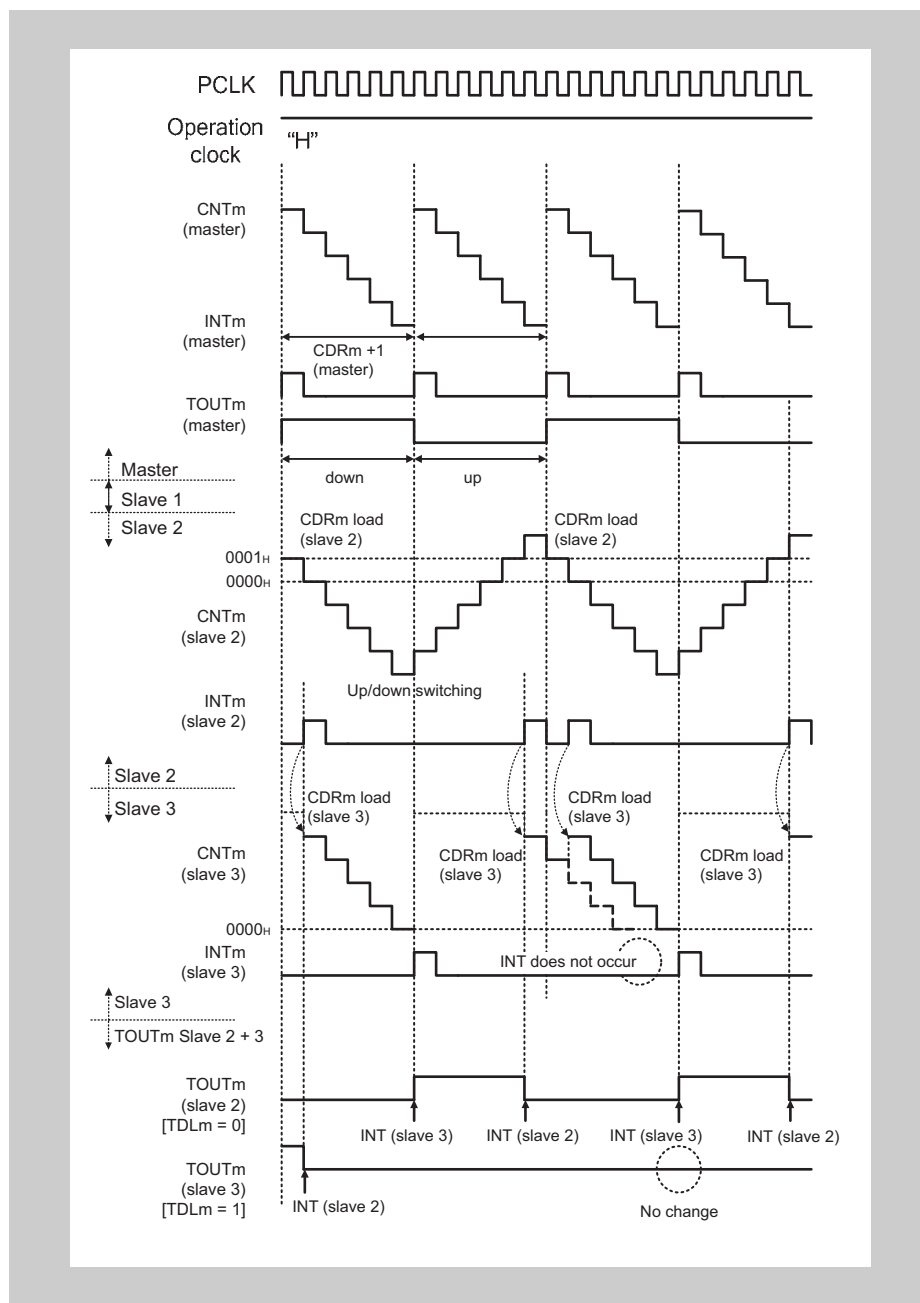 PCLK
Operation
clock
“H”
CNTm
(master)
INTm
(master)
CDRm +1
(master)
TOUTm
(master)
down
up
Master
Slave 1
Slave 2
CDRm load
(slave 2)
CDRm load
(slave 2)
0001H
0000H
CNTm
(slave 2)
Up/down switching
INTm
(slave 2)
Slave 2
Slave 3
CDRm load
(slave 3)
CDRm load
(slave 3)
CNTm
(slave 3)
CDRm load
(slave 3)
CDRm load
(slave 3)
0000H
INTm
(slave 3)
INT does not occur
Slave 3
TOUTm Slave 2 + 3
TOUTm
(slave 2)
[TDLm = 0]
INT (slave 3)
INT (slave 2)
INT (slave 3)
INT (slave 2)
TOUTm
(slave 3)
[TDLm = 1]
INT (slave 2)
No change